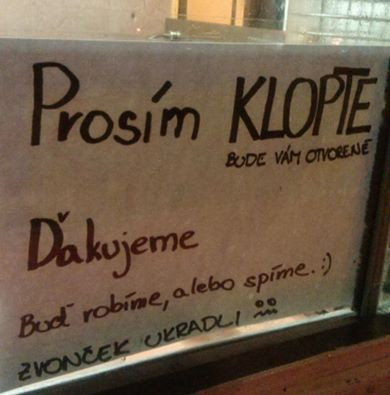 Prosím KLOPTE
BUDE VÁM OTVORENÉ
Ďakujeme
Buď robíme, alebo spíme. :)
ZVONČEK UKRADLI